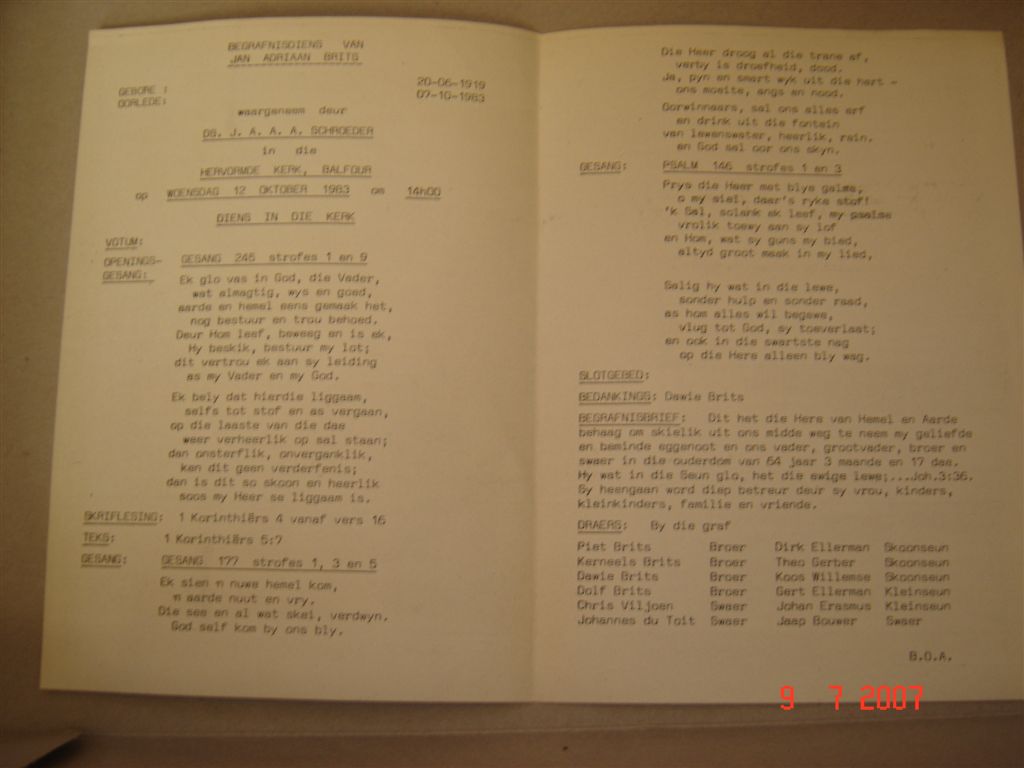 BEGRAFNISDIENS VAN
JAN ADRIAAN BRITS
GEBORE : 20-06-1919
OORLEDE: 07-10-1983
waargeneem deur
DS. J. A. A. A. SCHROEDER
in die
HERVORMDE KERK, BALFOUR
op WOENSDAG 12 OKTOBER 1983 om 14h00
DIENS IN DIE KERK
VOTUM:
OPENINGS- GESANG 245 strofes 1 en 9
GESANG:
Ek glo vas in God, die Vader,
wat almagtig, wys en goed,
aarde en hemel eens gemaak het,
nog bestuur en trou behoed.
Deur Hom leef, beweeg en is ek,
Hy beskik, bestuur my lot;
dit vertrou ek aan sy leiding
as my Vader en my God.
Ek bely dat hierdie liggaam,
selfs tot stof en as vergaan,
op die laaste van die dae
weer verheerlik op sal staan;
dan onsterflik, onverganklik,
ken dit geen verderfenis;
dan is dit so skoon en heerlik
soos my Heer se liggaam is.
SKRIFLESING: 1 Korinthiërs 4 vanaf vers 16
TEKS: 1 Korinthiërs 5:7
GESANG: GESANG 177 strofes 1, 3 en 5
Ek sien 'n nuwe hemel kom,
'n aarde nuut en vry.
Die see en al wat skei, verdwyn.
God self kom by ons bly.
Die Heer droog al die trane af,
verby is droefheid, dood.
Ja, pyn en smart wyk uit die hart -
ons moeite, angs en nood.
Oorwinnaars, sal ons alles erf
en drink uit die fontein
van lewenswater, heerlik, rein.
en God sal oor ons skyn.
GESANG: PSALM 146 strofes 1 en 3
Prys die Heer met blye galme;
o my siel, daar's ryke stof!
'k Sal, solank ek leef, my psalme
vrolik toewy aan sy lof
en Hom, wat sy guns my bied,
altyd groot maak in my lied,
Salig hy wat in die lewe,
sonder hulp en sonder raad,
as hom alles wil begewe,
vlug tot God, sy toeverlaat;
en ook in die swartste nag
op die Here alleen bly wag.
SLOTGEBED:
BEDANKINGS: Dawie Brits
BEGRAFNISBRIEF: Dit het die Here van Hemel en Aarde
behaag om skielik uit ons midde weg te neem my geliefde
en beminde eggenoot en ons vader, grootvader, broer en
swaer in die ouderdom van 64 jaar 3 maande en 17 dae.
Hy wat in die Seun glo, het die ewige lewe;...Joh.3:36.
Sy heengaan word diep betreur deur sy vrou, kinders,
kleinkinders, familie en vriende.
DRAERS: By die graf
Piet Brits Broer Dirk Ellerman Skoonseun
Kerneels Brits Broer Theo Gerber Skoonseun
Dawie Brits Broer Koos Willemse Skoonseun
Dolf Brits Broer Gert Ellerman Kleinseun
Chris Viljoen Swaer Johan Erasmus Kleinseun
Johannes du Toit Swaer Jaap Bouwer Swaer
B.O.A.
9 7 2007